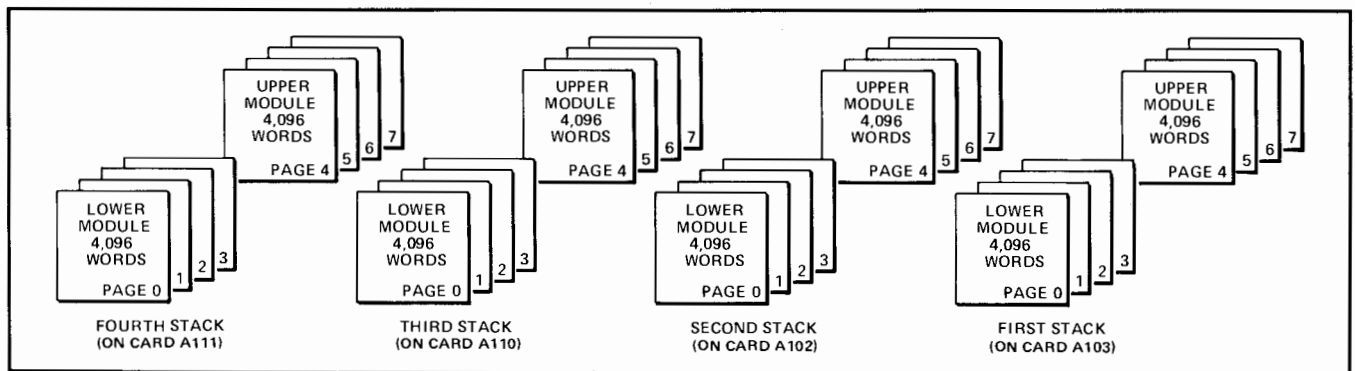 UPPER
MODULE
4,096
WORDS
PAGE 4
5
6
7
LOWER
MODULE
4,096
WORDS
PAGE 0
1
2
3
FOURTH STACK
(ON CARD A111)
UPPER
MODULE
4,096
WORDS
PAGE 4
5
6
7
LOWER
MODULE
4,096
WORDS
PAGE 0
1
2
3
THIRD STACK
(ON CARD A110)
UPPER
MODULE
4,096
WORDS
PAGE 4
5
6
7
LOWER
MODULE
4,096
WORDS
PAGE 0
1
2
3
SECOND STACK
(ON CARD A102)
UPPER
MODULE
4,096
WORDS
PAGE 4
5
6
7
LOWER
MODULE
4,096
WORDS
PAGE 0
1
2
3
FIRST STACK
(ON CARD A103)